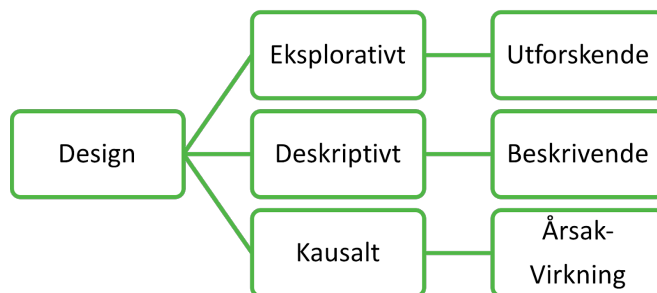 Eksplorativt
Utforskende
Design
Deskriptivt
Beskrivende
Kausalt
Årsak-
Virkning